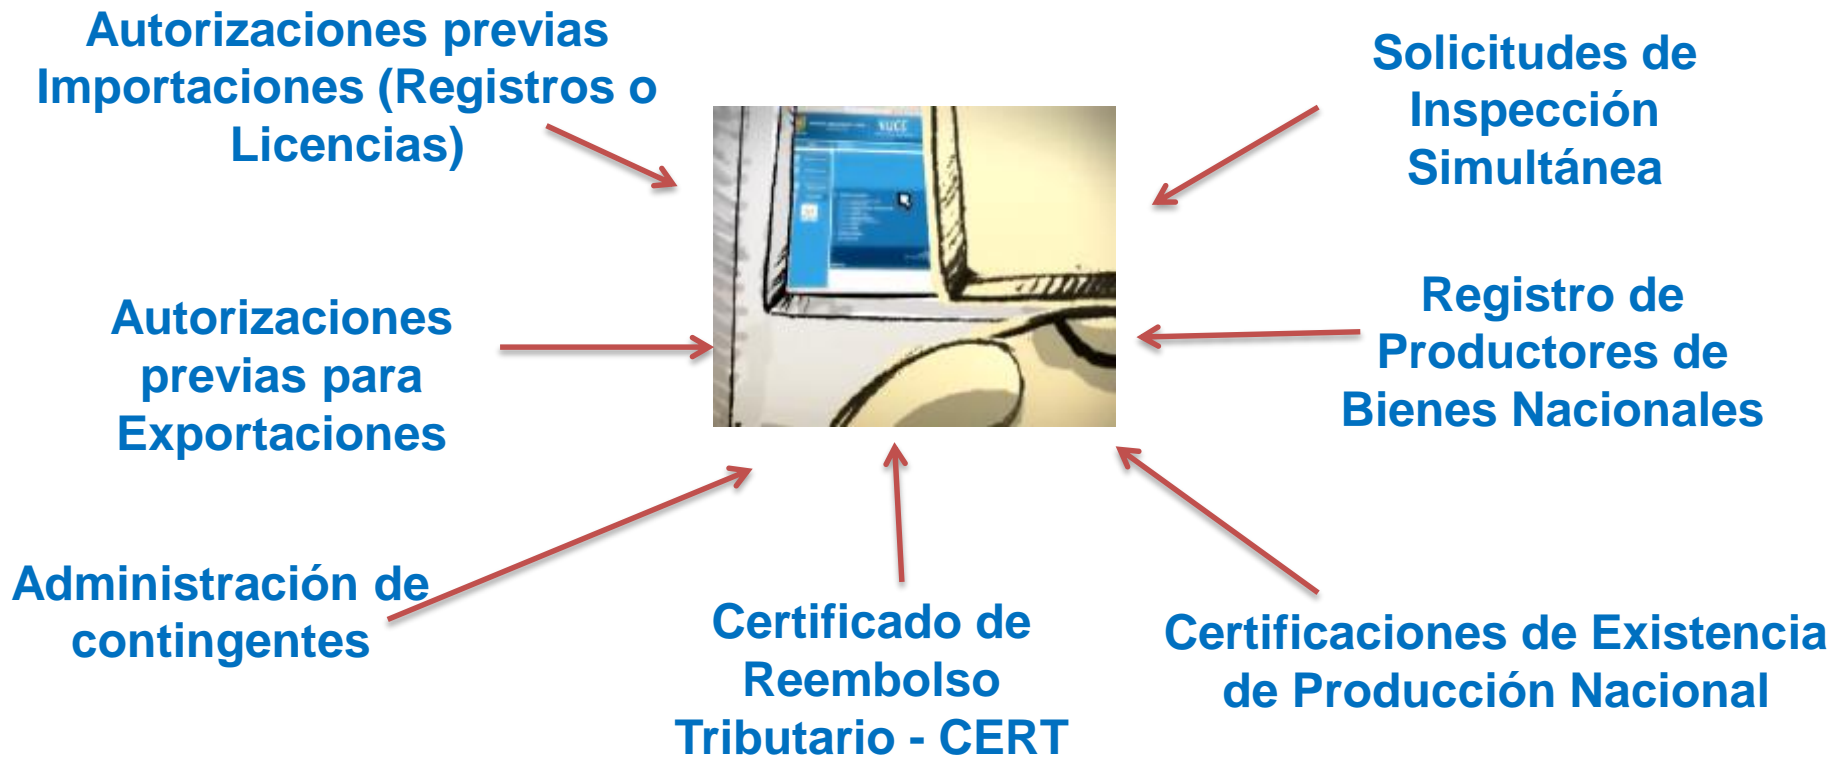 Autorizaciones previas
Importaciones (Registros o
Licencias)
Solicitudes de
Inspección
Simultánea
VUCE
Autorizaciones
previas para
Exportaciones
Registro de
Productores de
Bienes Nacionales
Administración de
contingentes
Certificado de
Reembolso
Tributario - CERT
Certificaciones de Existencia
de Producción Nacional